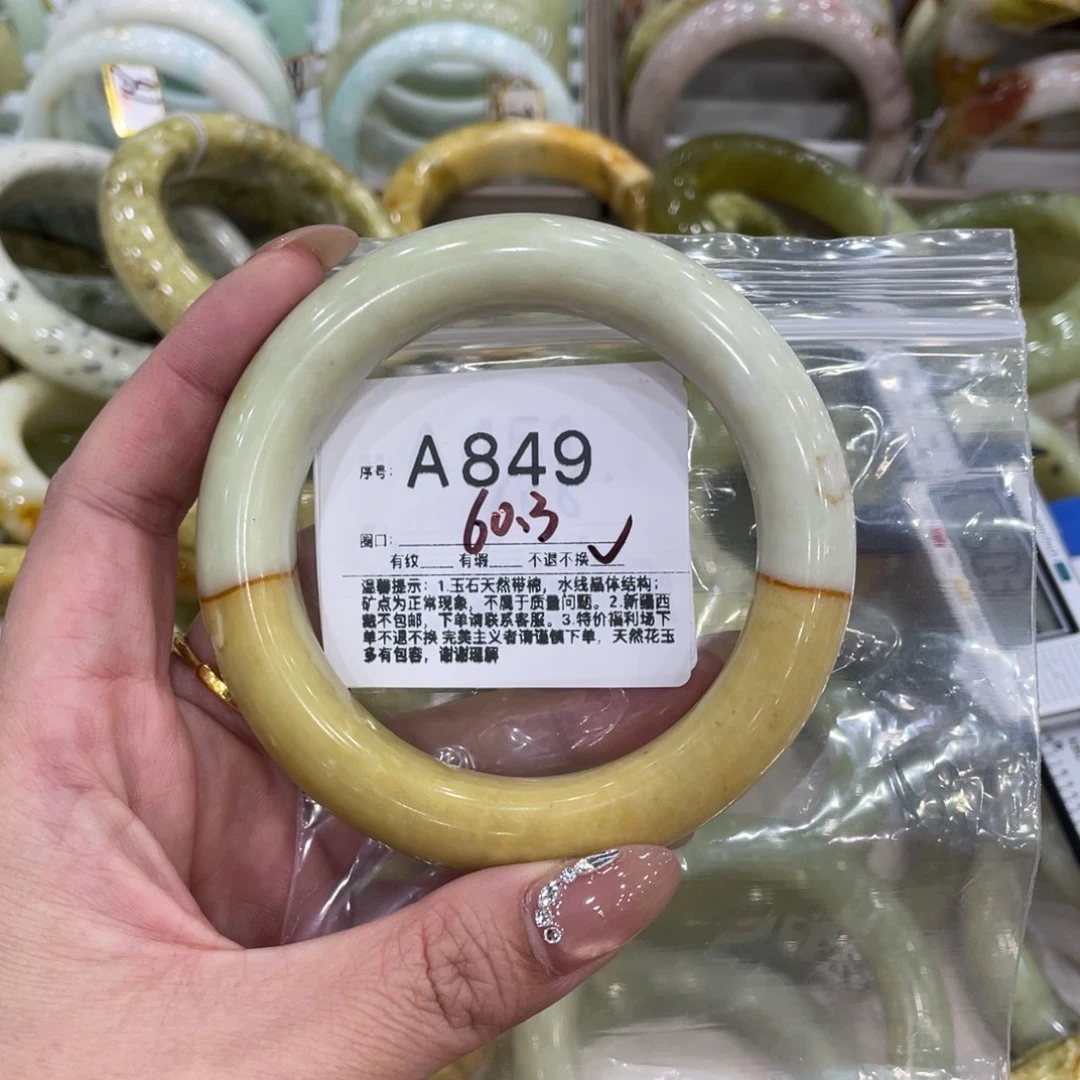 序号: A849
圈口: 60.3
有纹 有瑕 不退不换 ✓
温馨提示：1.玉石天然带棉，水线晶体结构；
矿点为正常现象，不属于质量问题。2.新疆西
藏不包邮，下单请联系客服。3.特价福利场下
单不退不换 完美主义者请谨慎下单，天然花玉
多有包容，谢谢理解